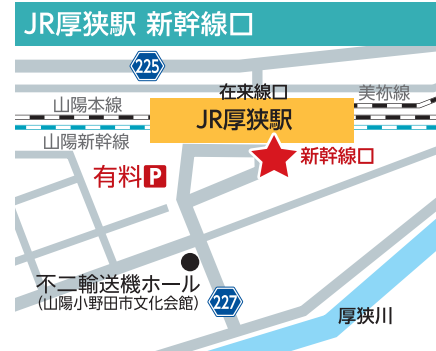 JR厚狭駅 新幹線口
225
在来線口
美祢線
山陽本線
JR厚狭駅
山陽新幹線
新幹線口
有料P
不二輸送機ホール
(山陽小野田市文化会館)
227
厚狭川